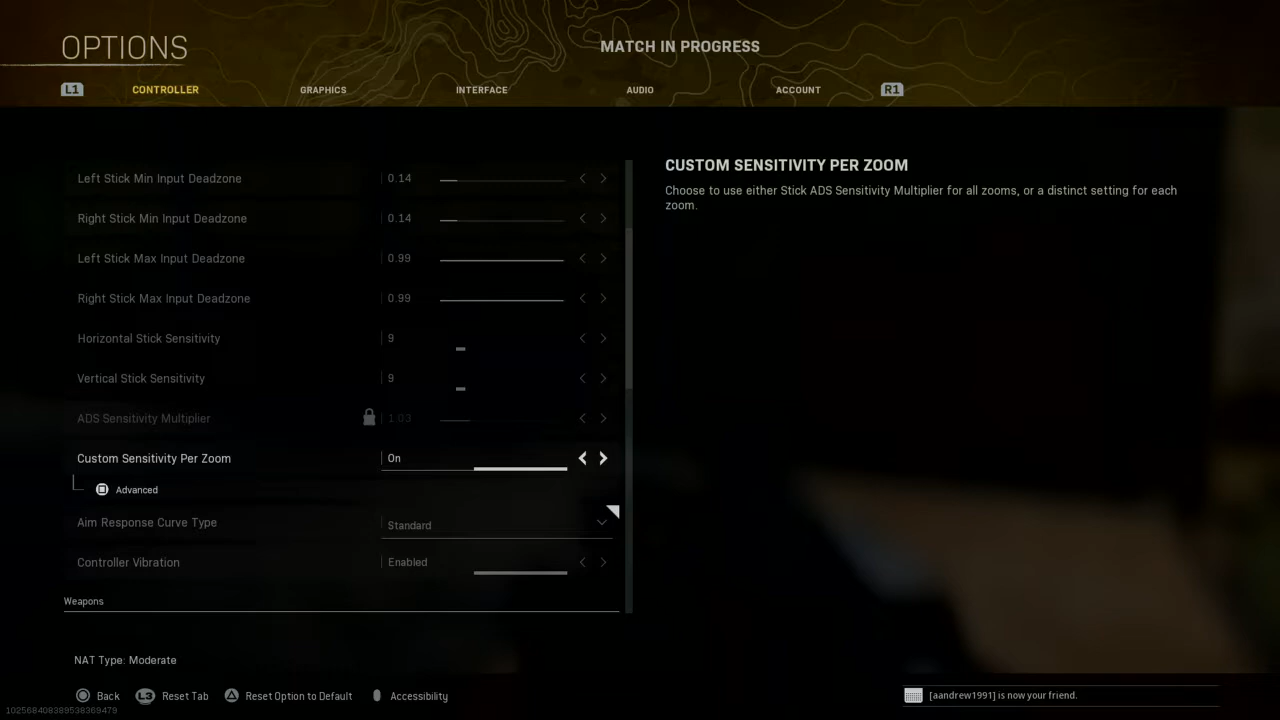 OPTIONS
MATCH IN PROGRESS
L1 CONTROLLER GRAPHICS INTERFACE AUDIO ACCOUNT R1
Left Stick Min Input Deadzone 0.14
Right Stick Min Input Deadzone 0.14
Left Stick Max Input Deadzone 0.99
Right Stick Max Input Deadzone 0.99
Horizontal Stick Sensitivity 9
Vertical Stick Sensitivity 9
ADS Sensitivity Multiplier 1.03
Custom Sensitivity Per Zoom On
Advanced
Aim Response Curve Type Standard
Controller Vibration Enabled
Weapons
CUSTOM SENSITIVITY PER ZOOM
Choose to use either Stick ADS Sensitivity Multiplier for all zooms, or a distinct setting for each
zoom.
NAT Type: Moderate
Back L3 Reset Tab Reset Option to Default Accessibility
[aandrew1991] is now your friend.
102568408389538369479